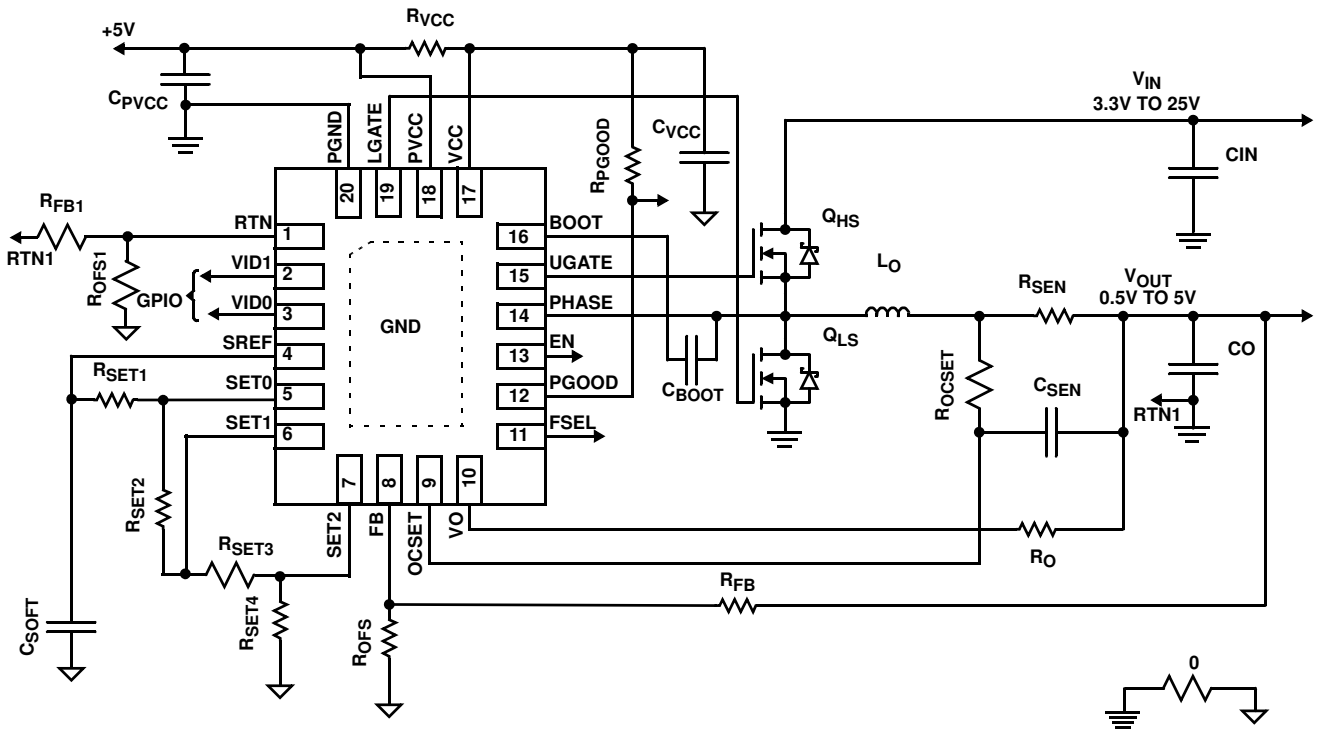 +5V
RVCC
CPVCC
PGND
LGATE
PVCC
VCC
20
19
18
17
RPGOOD
CVCC
VIN
3.3V TO 25V
CIN
RFB1
RTN1
ROFS1
GPIO
RTN
1
VID1
2
VID0
3
SREF
4
SET0
5
SET1
6
GND
16
BOOT
15
UGATE
14
PHASE
13
EN
12
PGOOD
11
FSEL
QHS
QLS
CBOOT
LO
RSEN
VOUT
0.5V TO 5V
ROCSET
CSEN
CO
RTN1
RSET1
RSET2
RSET3
RSET4
CSOFT
7
8
9
10
SET2
FB
OCSET
VO
RO
RFB
ROFS
0